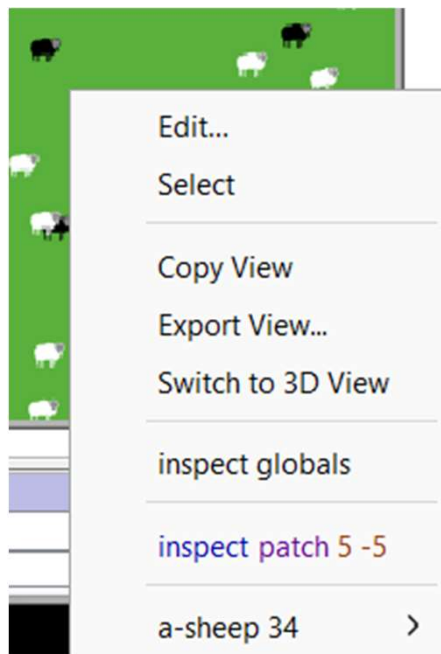 Edit...
Select
Copy View
Export View...
Switch to 3D View
inspect globals
inspect patch 5 -5
a-sheep 34